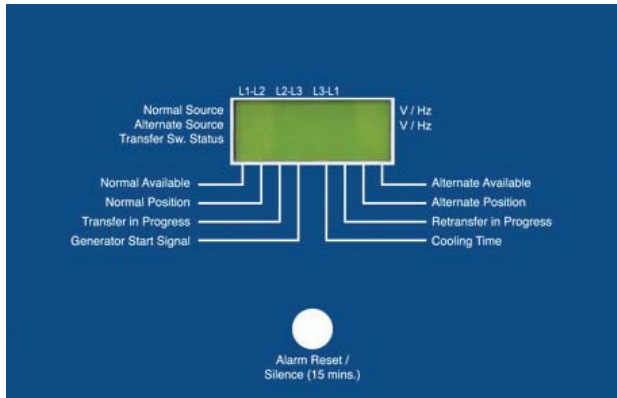 L1-L2 L2-L3 L3-L1
Normal Source V / Hz
Alternate Source V / Hz
Transfer Sw. Status
Normal Available Alternate Available
Normal Position Alternate Position
Transfer in Progress Retransfer in Progress
Generator Start Signal Cooling Time
Alarm Reset /
Silence (15 mins.)